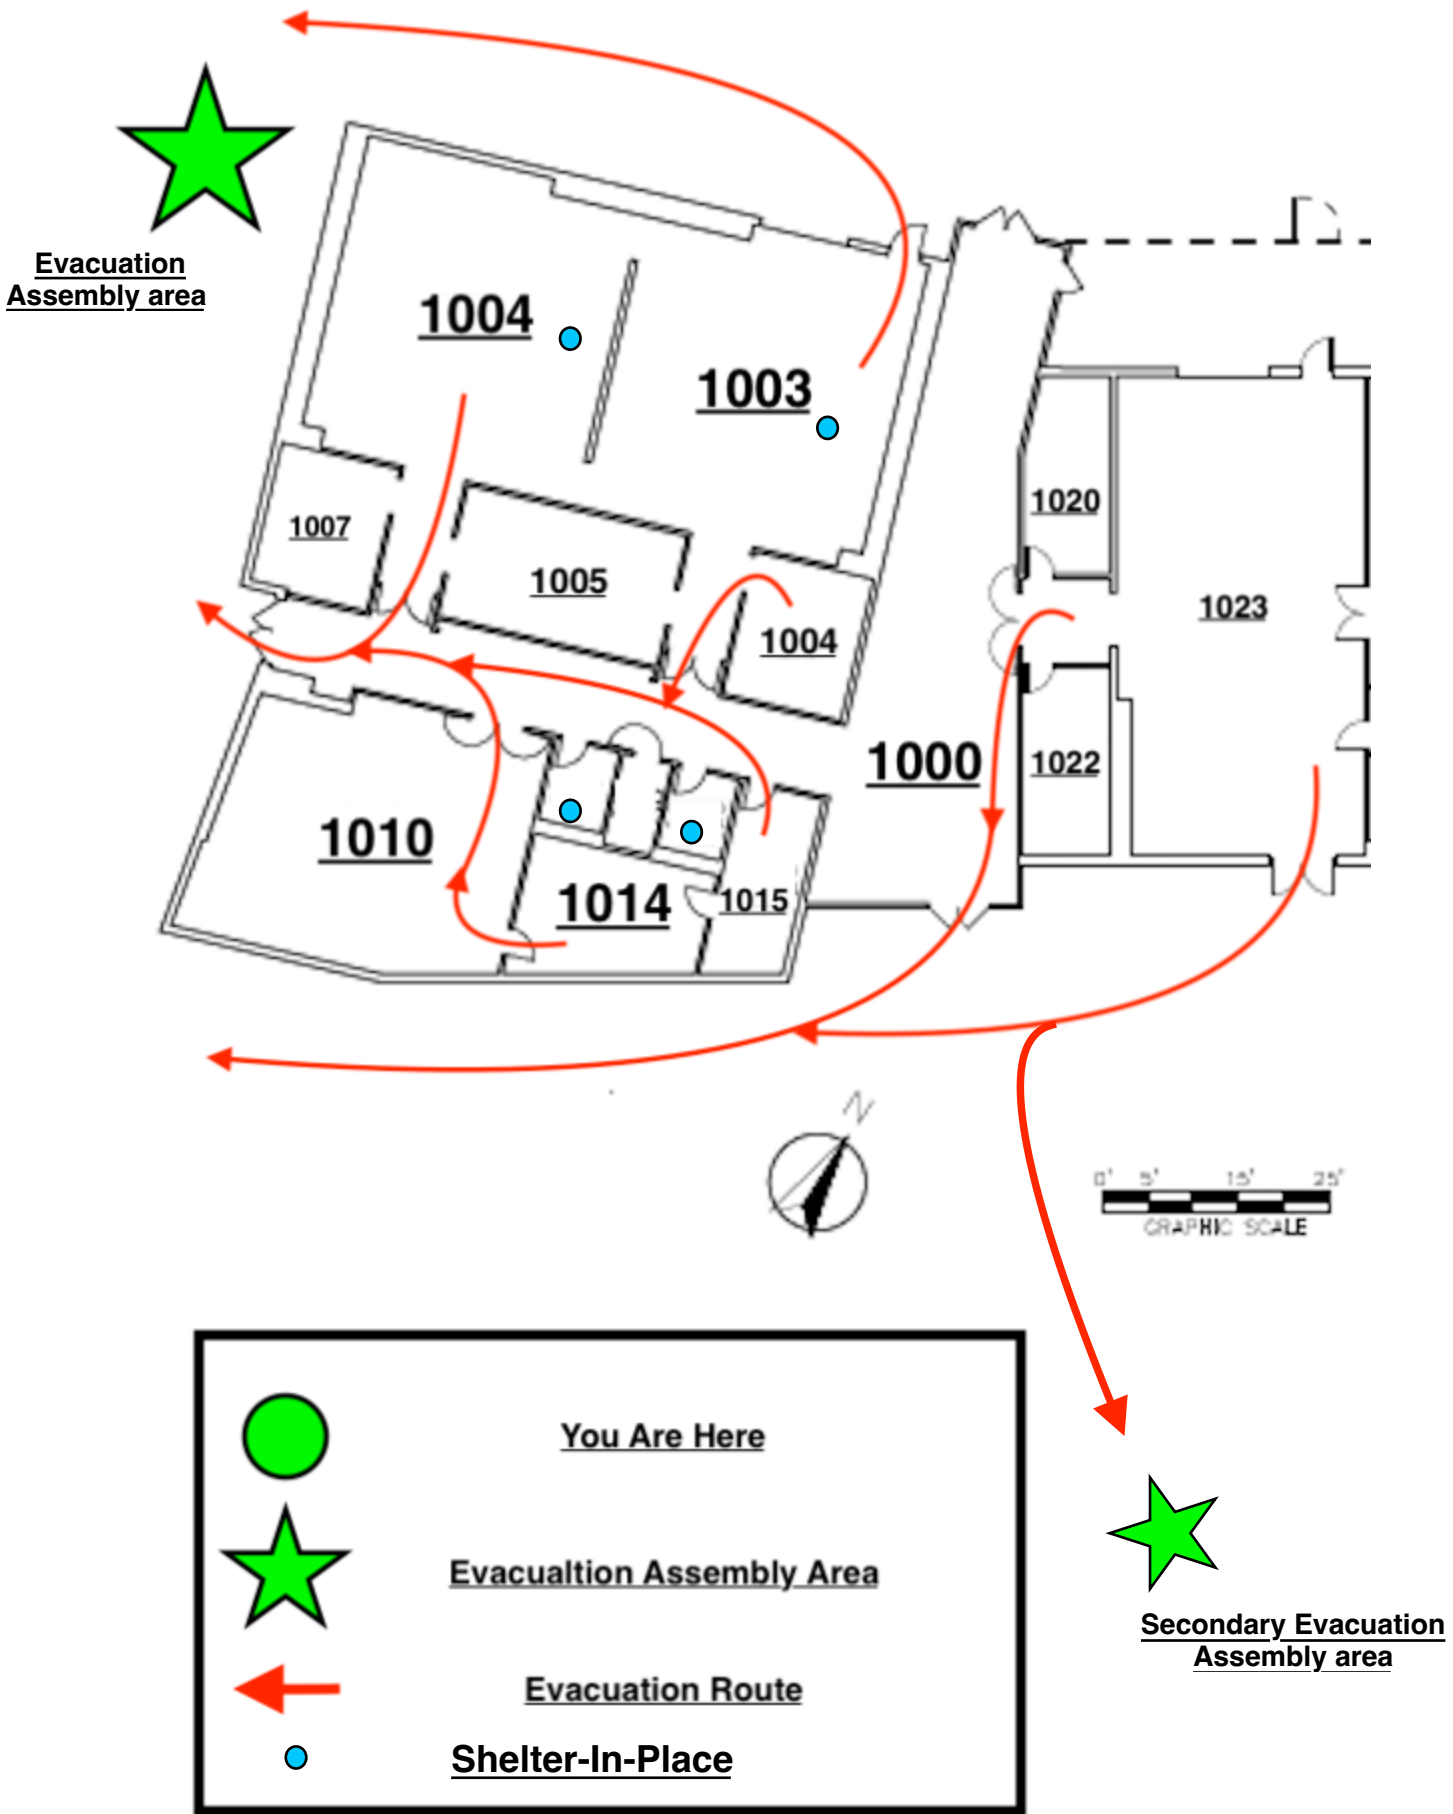 Evacuation
Assembly area
1004
1003
1007
1005
1004
1020
1023
1000
1022
1010
1014
1015
N
0' 5' 15' 25'
GRAPHIC SCALE
You Are Here
Evacualtion Assembly Area
Evacuation Route
Shelter-In-Place
Secondary Evacuation
Assembly area